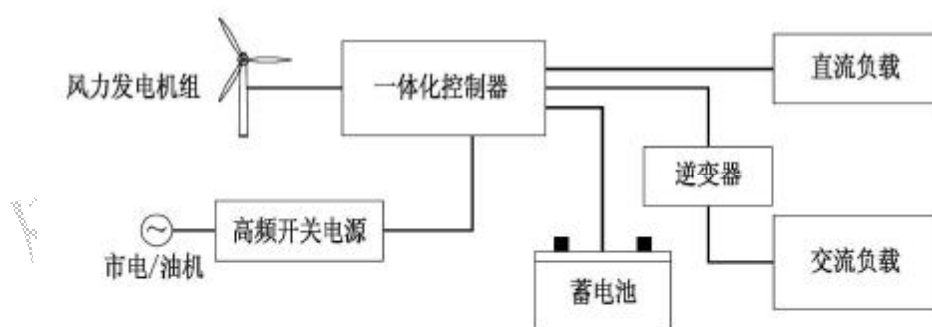 风力发电机组
一体化控制器
直流负载
逆变器
高频开关电源
市电/油机
蓄电池
交流负载